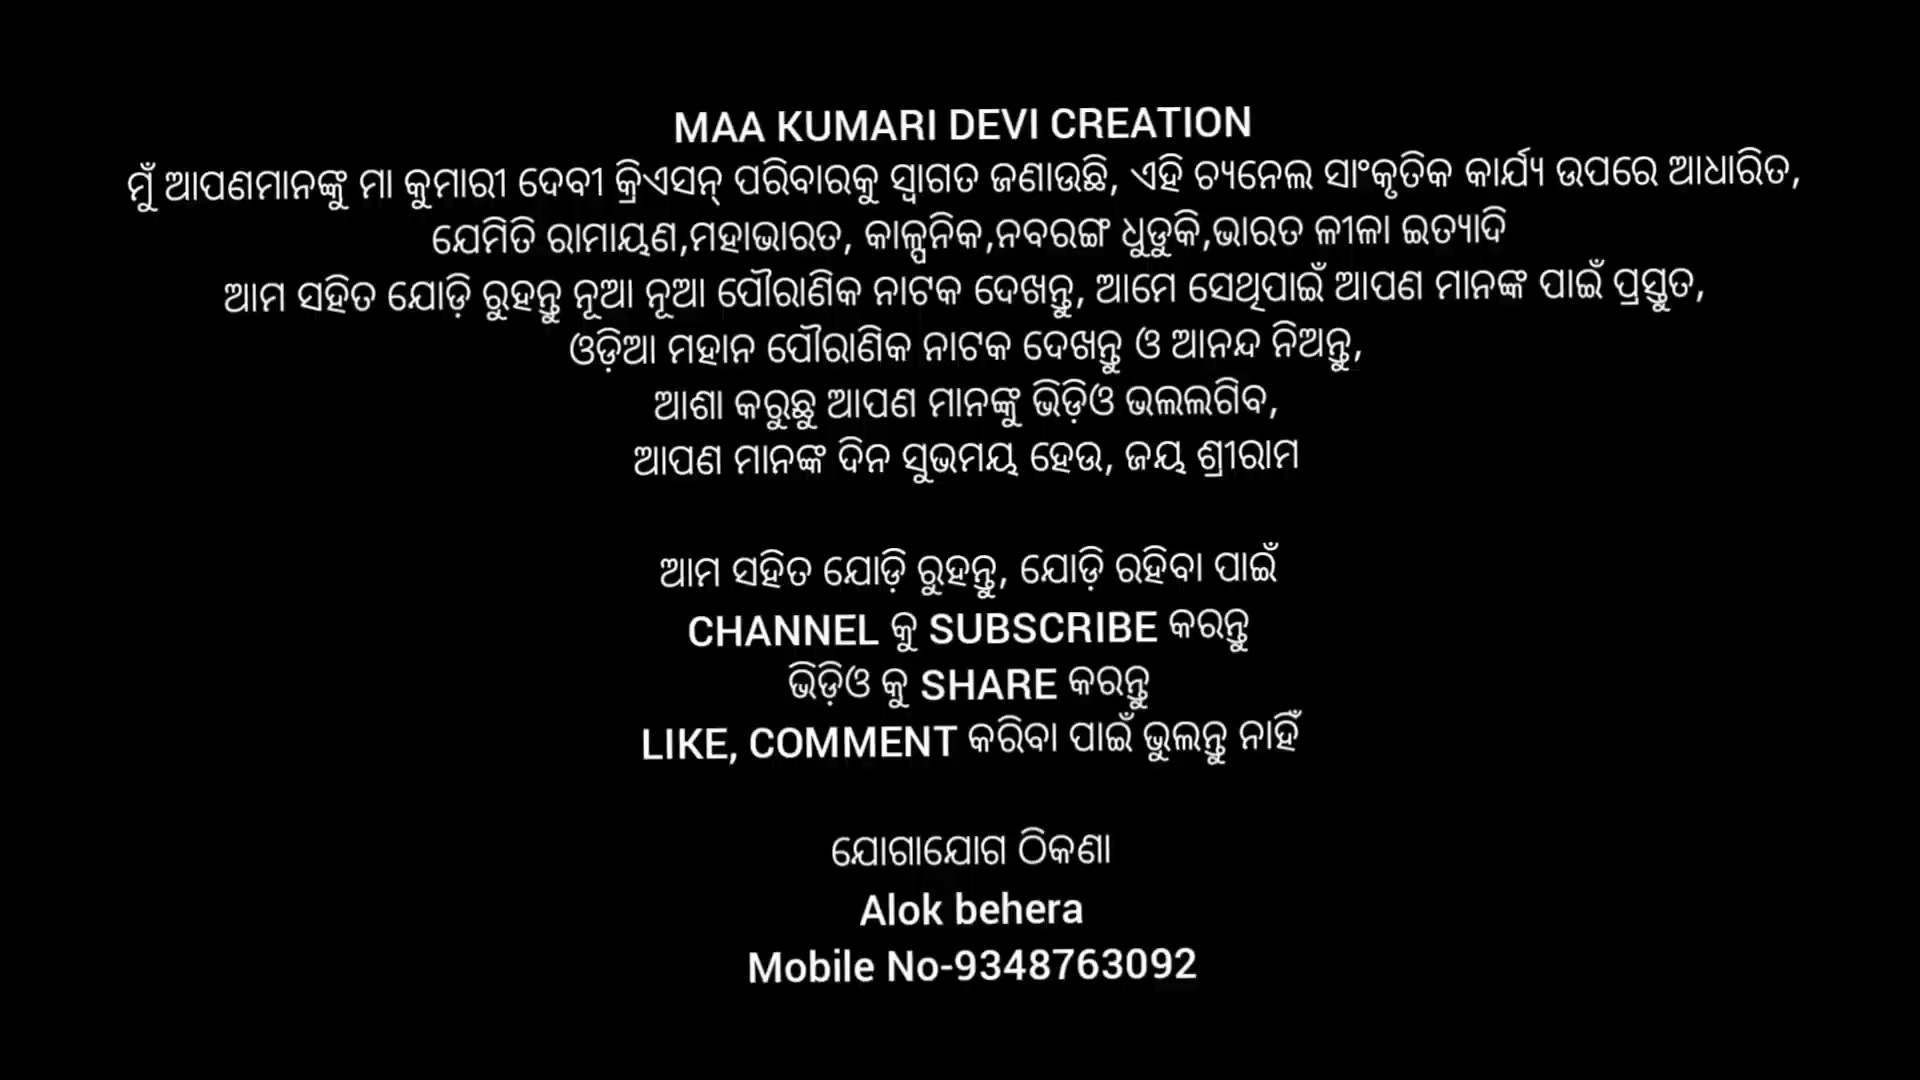 MAA KUMARI DEVI CREATION
ମୁଁ ଆପଣମାନଙ୍କୁ ମା କୁମାରୀ ଦେବୀ କ୍ରିଏସନ୍ ପରିବାରକୁ ସ୍ୱାଗତ ଜଣାଉଛି, ଏହି ଚ୍ୟନେଲ ସାଂକୃତିକ କାର୍ଯ୍ୟ ଉପରେ ଆଧାରିତ,
ଯେମିତି ରାମାୟଣ,ମହାଭାରତ, କାଳ୍ପନିକ,ନବରଙ୍ଗ ଧୁଡୁକି,ଭାରତ ଳୀଳା ଇତ୍ୟାଦି
ଆମ ସହିତ ଯୋଡ଼ି ରୁହନ୍ତୁ ନୂଆ ନୂଆ ପୌରାଣିକ ନାଟକ ଦେଖନ୍ତୁ, ଆମେ ସେଥିପାଇଁ ଆପଣ ମାନଙ୍କ ପାଇଁ ପ୍ରସ୍ତୁତ,
ଓଡ଼ିଆ ମହାନ ପୌରାଣିକ ନାଟକ ଦେଖନ୍ତୁ ଓ ଆନନ୍ଦ ନିଅନ୍ତୁ,
ଆଶା କରୁଛୁ ଆପଣ ମାନଙ୍କୁ ଭିଡ଼ିଓ ଭଲଲଗିବ,
ଆପଣ ମାନଙ୍କ ଦିନ ସୁଭମୟ ହେଉ, ଜୟ ଶ୍ରୀରାମ
ଆମ ସହିତ ଯୋଡ଼ି ରୁହନ୍ତୁ, ଯୋଡ଼ି ରହିବା ପାଇଁ
CHANNEL କୁ SUBSCRIBE କରନ୍ତୁ
ଭିଡ଼ିଓ କୁ SHARE କରନ୍ତୁ
LIKE, COMMENT କରିବା ପାଇଁ ଭୁଲନ୍ତୁ ନାହିଁ
ଯୋଗାଯୋଗ ଠିକଣା
Alok behera
Mobile No-9348763092